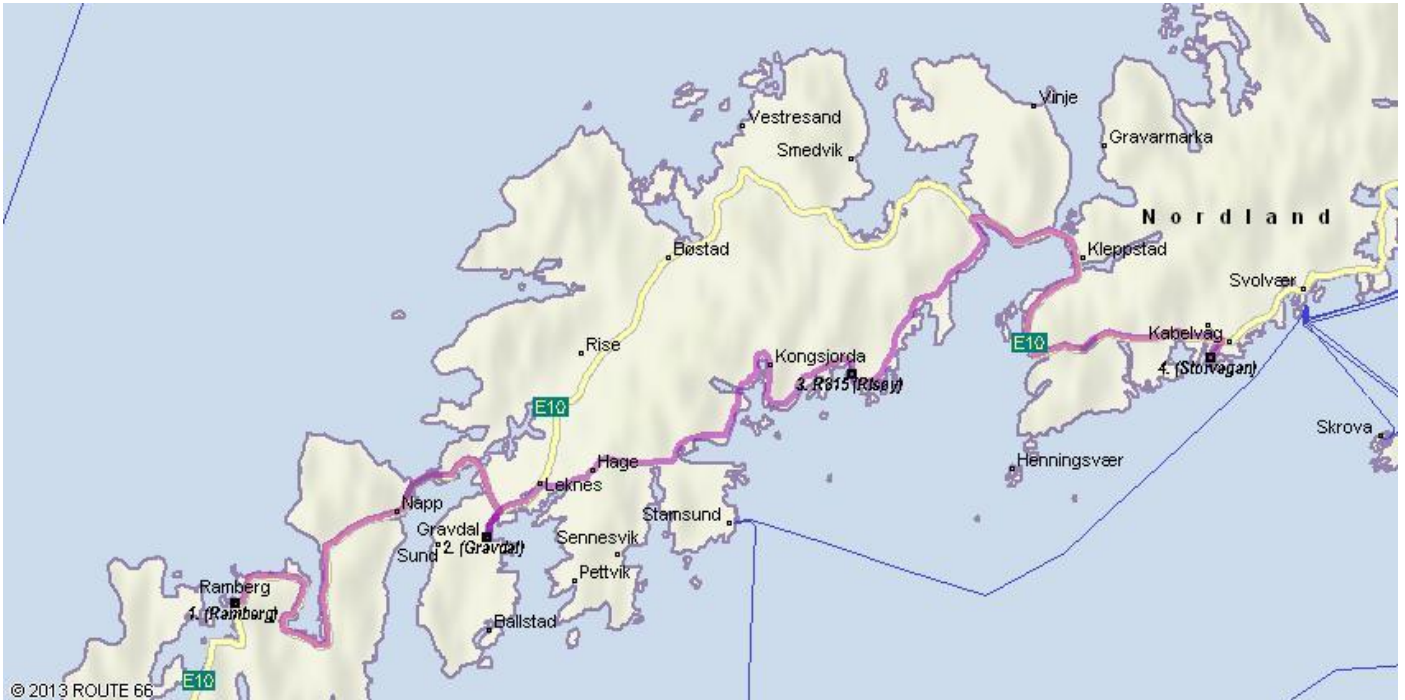 Vinje
Vestresand
Gravarmarka
Smedvik
Nordland
Bøstad
Kleppstad
Svolvær
Rise
E10
Kabelvåg
Kongsjorda
4. (Storvågan)
3. R815 (Risøy)
E10
Skrova
Hage
Henningsvær
Leknes
Napp
Stamsund
Gravdal
2. (Gravdal)
Sund
Sennesvik
Pettvik
Ramberg
1. (Ramberg)
Ballstad
E10
© 2013 ROUTE 66